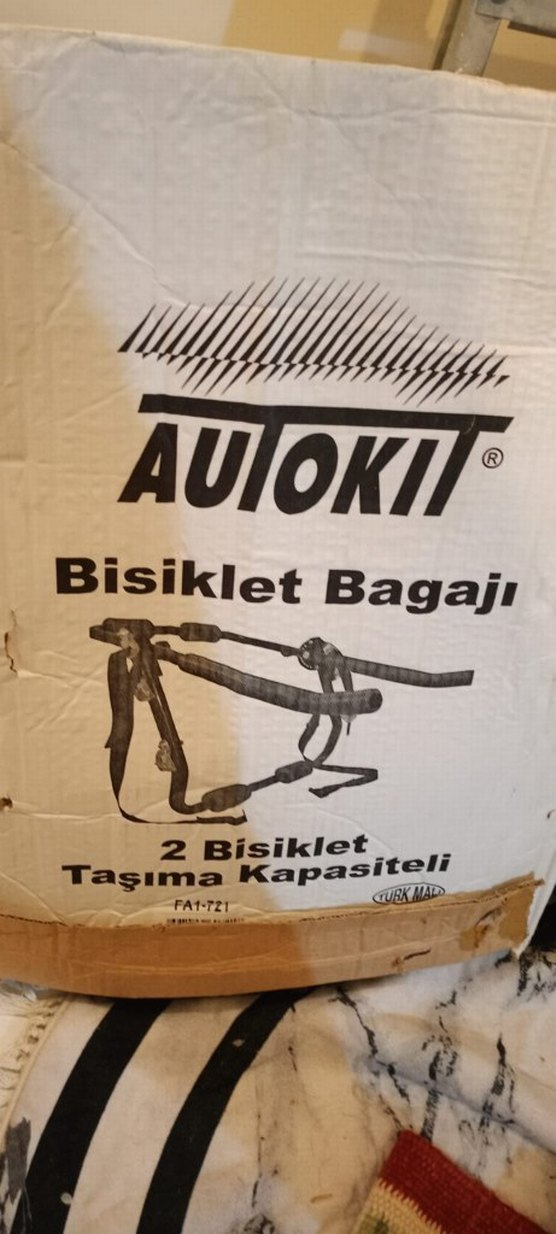 AUTOKIT ®
Bisiklet Bagajı
2 Bisiklet
Taşıma Kapasiteli
TÜRK MALI
FA1-721